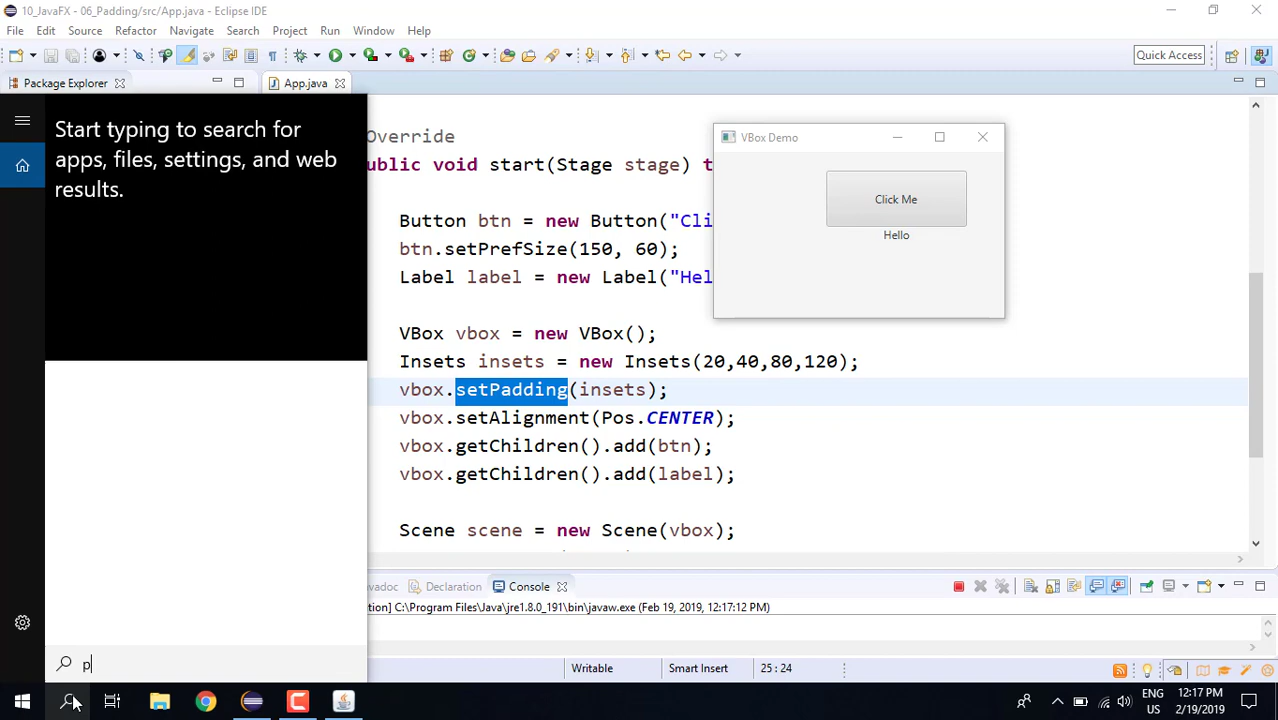 10_JavaFX - 06_Padding/src/App.java - Eclipse IDE
File Edit Source Refactor Navigate Search Project Run Window Help
Quick Access
Package Explorer
App.java
Start typing to search for
apps, files, settings, and web
results.
Override
public void start(Stage stage) t
Button btn = new Button("Cli
btn.setPrefSize(150, 60);
Label label = new Label("Hel
VBox Demo
Click Me
Hello
VBox vbox = new VBox();
Insets insets = new Insets(20,40,80,120);
vbox.setPadding(insets);
vbox.setAlignment(Pos.CENTER);
vbox.getChildren().add(btn);
vbox.getChildren().add(label);
Scene scene = new Scene(vbox);
avadoc Declaration Console
ion] C:\Program Files\Java\jre1.8.0_191\bin\javaw.exe (Feb 19, 2019, 12:17:12 PM)
p
Writable Smart Insert 25 : 24
ENG
US
12:17 PM
2/19/2019